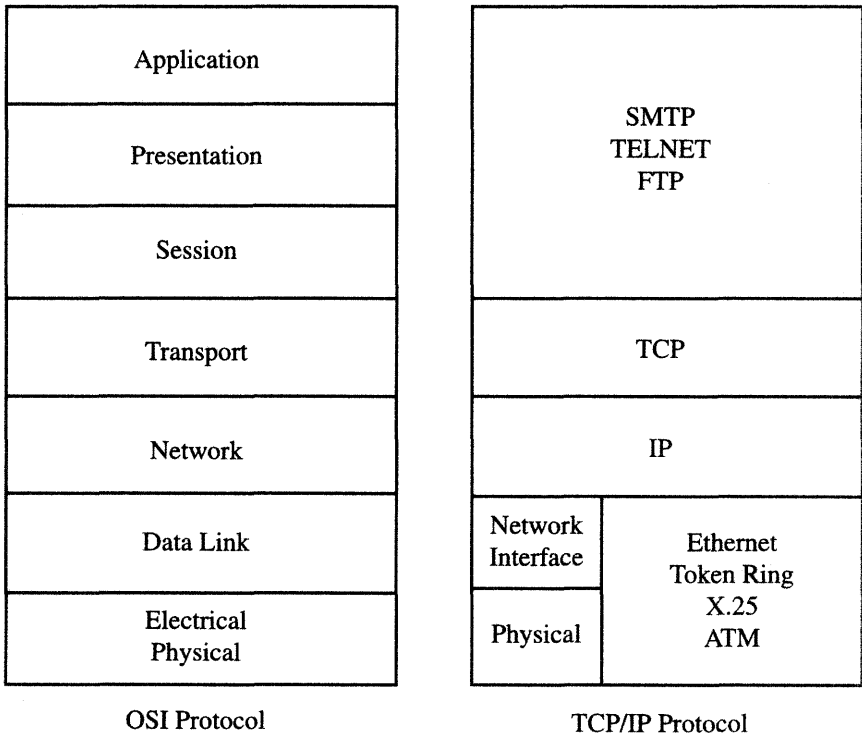 Application
Presentation
Session
Transport
Network
Data Link
Electrical
Physical
OSI Protocol
SMTP
TELNET
FTP
TCP
IP
Network
Interface
Physical
Ethernet
Token Ring
X.25
ATM
TCP/IP Protocol